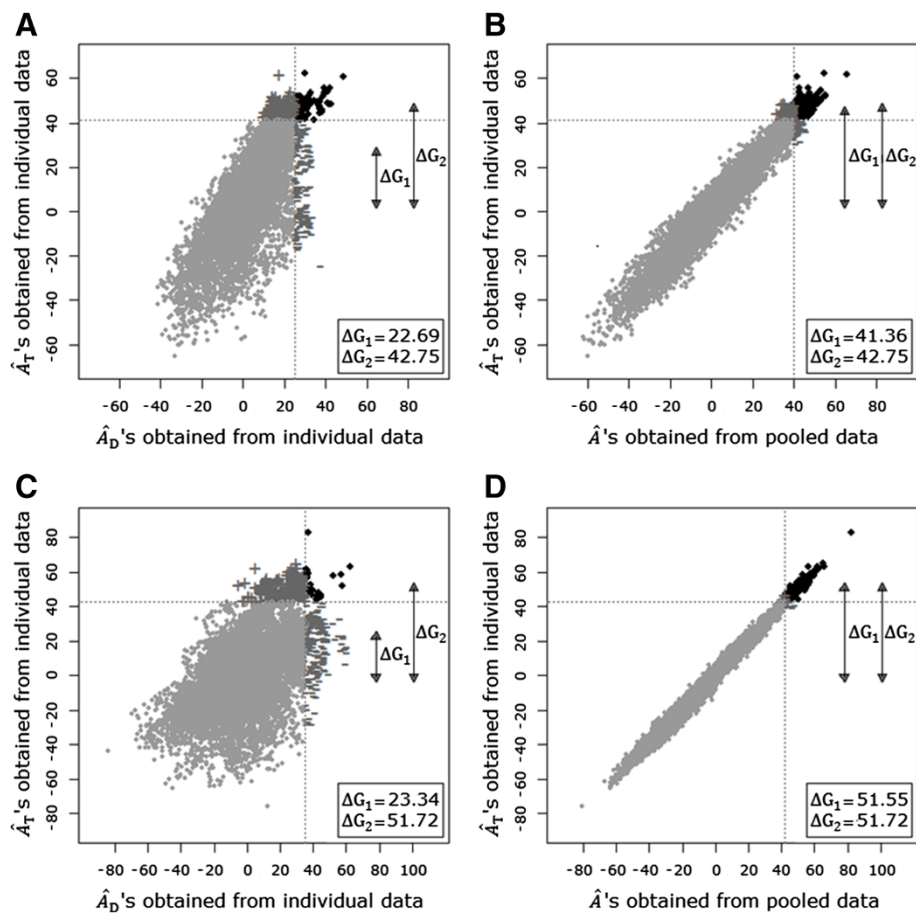 A
B
Â_T's obtained from individual data
60
40
20
0
-20
-40
-60
ΔG₁
ΔG₂
ΔG₁=22.69
ΔG₂=42.75
-60 -40 -20 0 20 40 60 80
Â_D's obtained from individual data
Â_T's obtained from individual data
60
40
20
0
-20
-40
-60
ΔG₁
ΔG₂
ΔG₁=41.36
ΔG₂=42.75
-60 -40 -20 0 20 40 60 80
Â's obtained from pooled data
C
D
Â_T's obtained from individual data
80
60
40
20
0
-20
-40
-60
-80
ΔG₁
ΔG₂
ΔG₁=23.34
ΔG₂=51.72
-80 -60 -40 -20 0 20 40 60 80 100
Â_D's obtained from individual data
Â_T's obtained from individual data
80
60
40
20
0
-20
-40
-60
-80
ΔG₁
ΔG₂
ΔG₁=51.55
ΔG₂=51.72
-80 -60 -40 -20 0 20 40 60 80 100
Â's obtained from pooled data